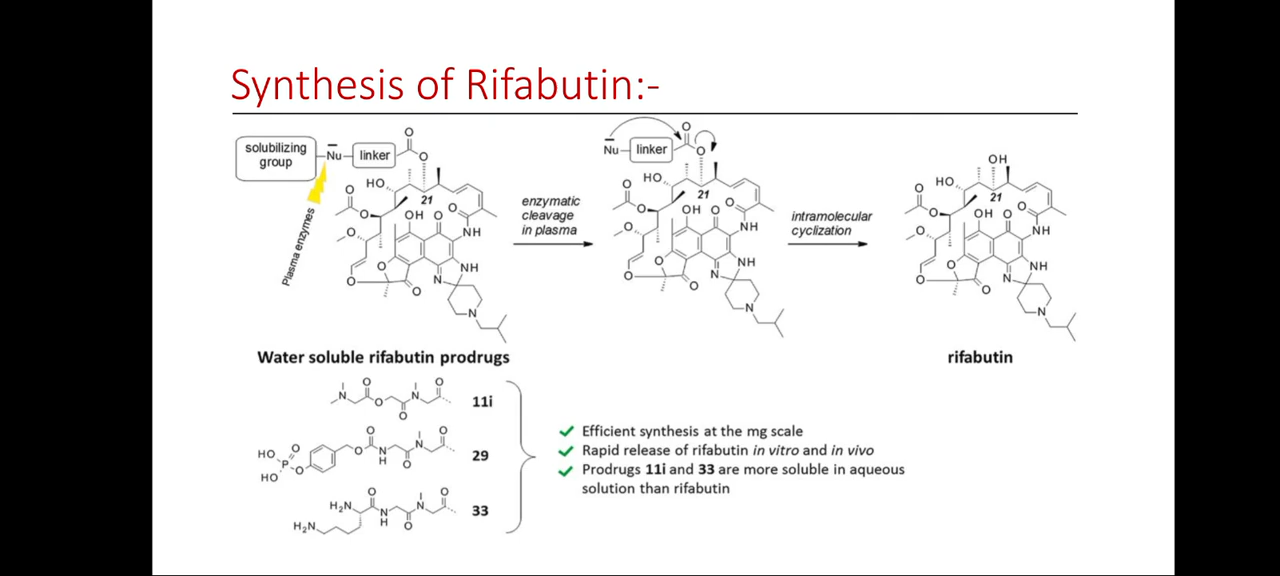 Synthesis of Rifabutin:-
solubilizing
group
Nu
linker
O
O
Plasma enzymes
HO
21
O
O
OH
O
O
NH
O
O
O
O
N
NH
N
enzymatic
cleavage
in plasma
Nu
linker
O
O
HO
21
O
O
OH
O
O
NH
O
O
O
O
N
NH
N
intramolecular
cyclization
OH
HO
21
O
O
OH
O
O
NH
O
O
O
O
N
NH
N
Water soluble rifabutin prodrugs
rifabutin
N
O
O
O
N
O
11i
HO
HO
P
O
O
O
O
N
H
O
N
O
29
H2N
H2N
O
N
H
O
N
O
33
Efficient synthesis at the mg scale
Rapid release of rifabutin in vitro and in vivo
Prodrugs 11i and 33 are more soluble in aqueous
solution than rifabutin